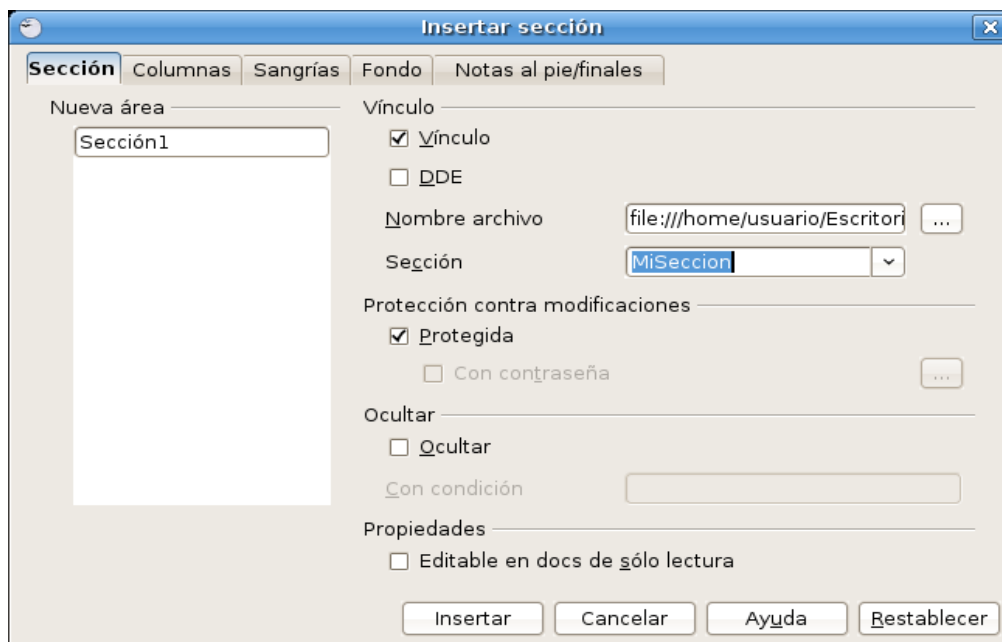 Insertar sección
Sección Columnas Sangrías Fondo Notas al pie/finales
Nueva área
Sección1
Vínculo
Vínculo
DDE
Nombre archivo file:///home/usuario/Escritori ...
Sección MiSeccion
Protección contra modificaciones
Protegida
Con contraseña ...
Ocultar
Ocultar
Con condición
Propiedades
Editable en docs de sólo lectura
Insertar Cancelar Ayuda Restablecer